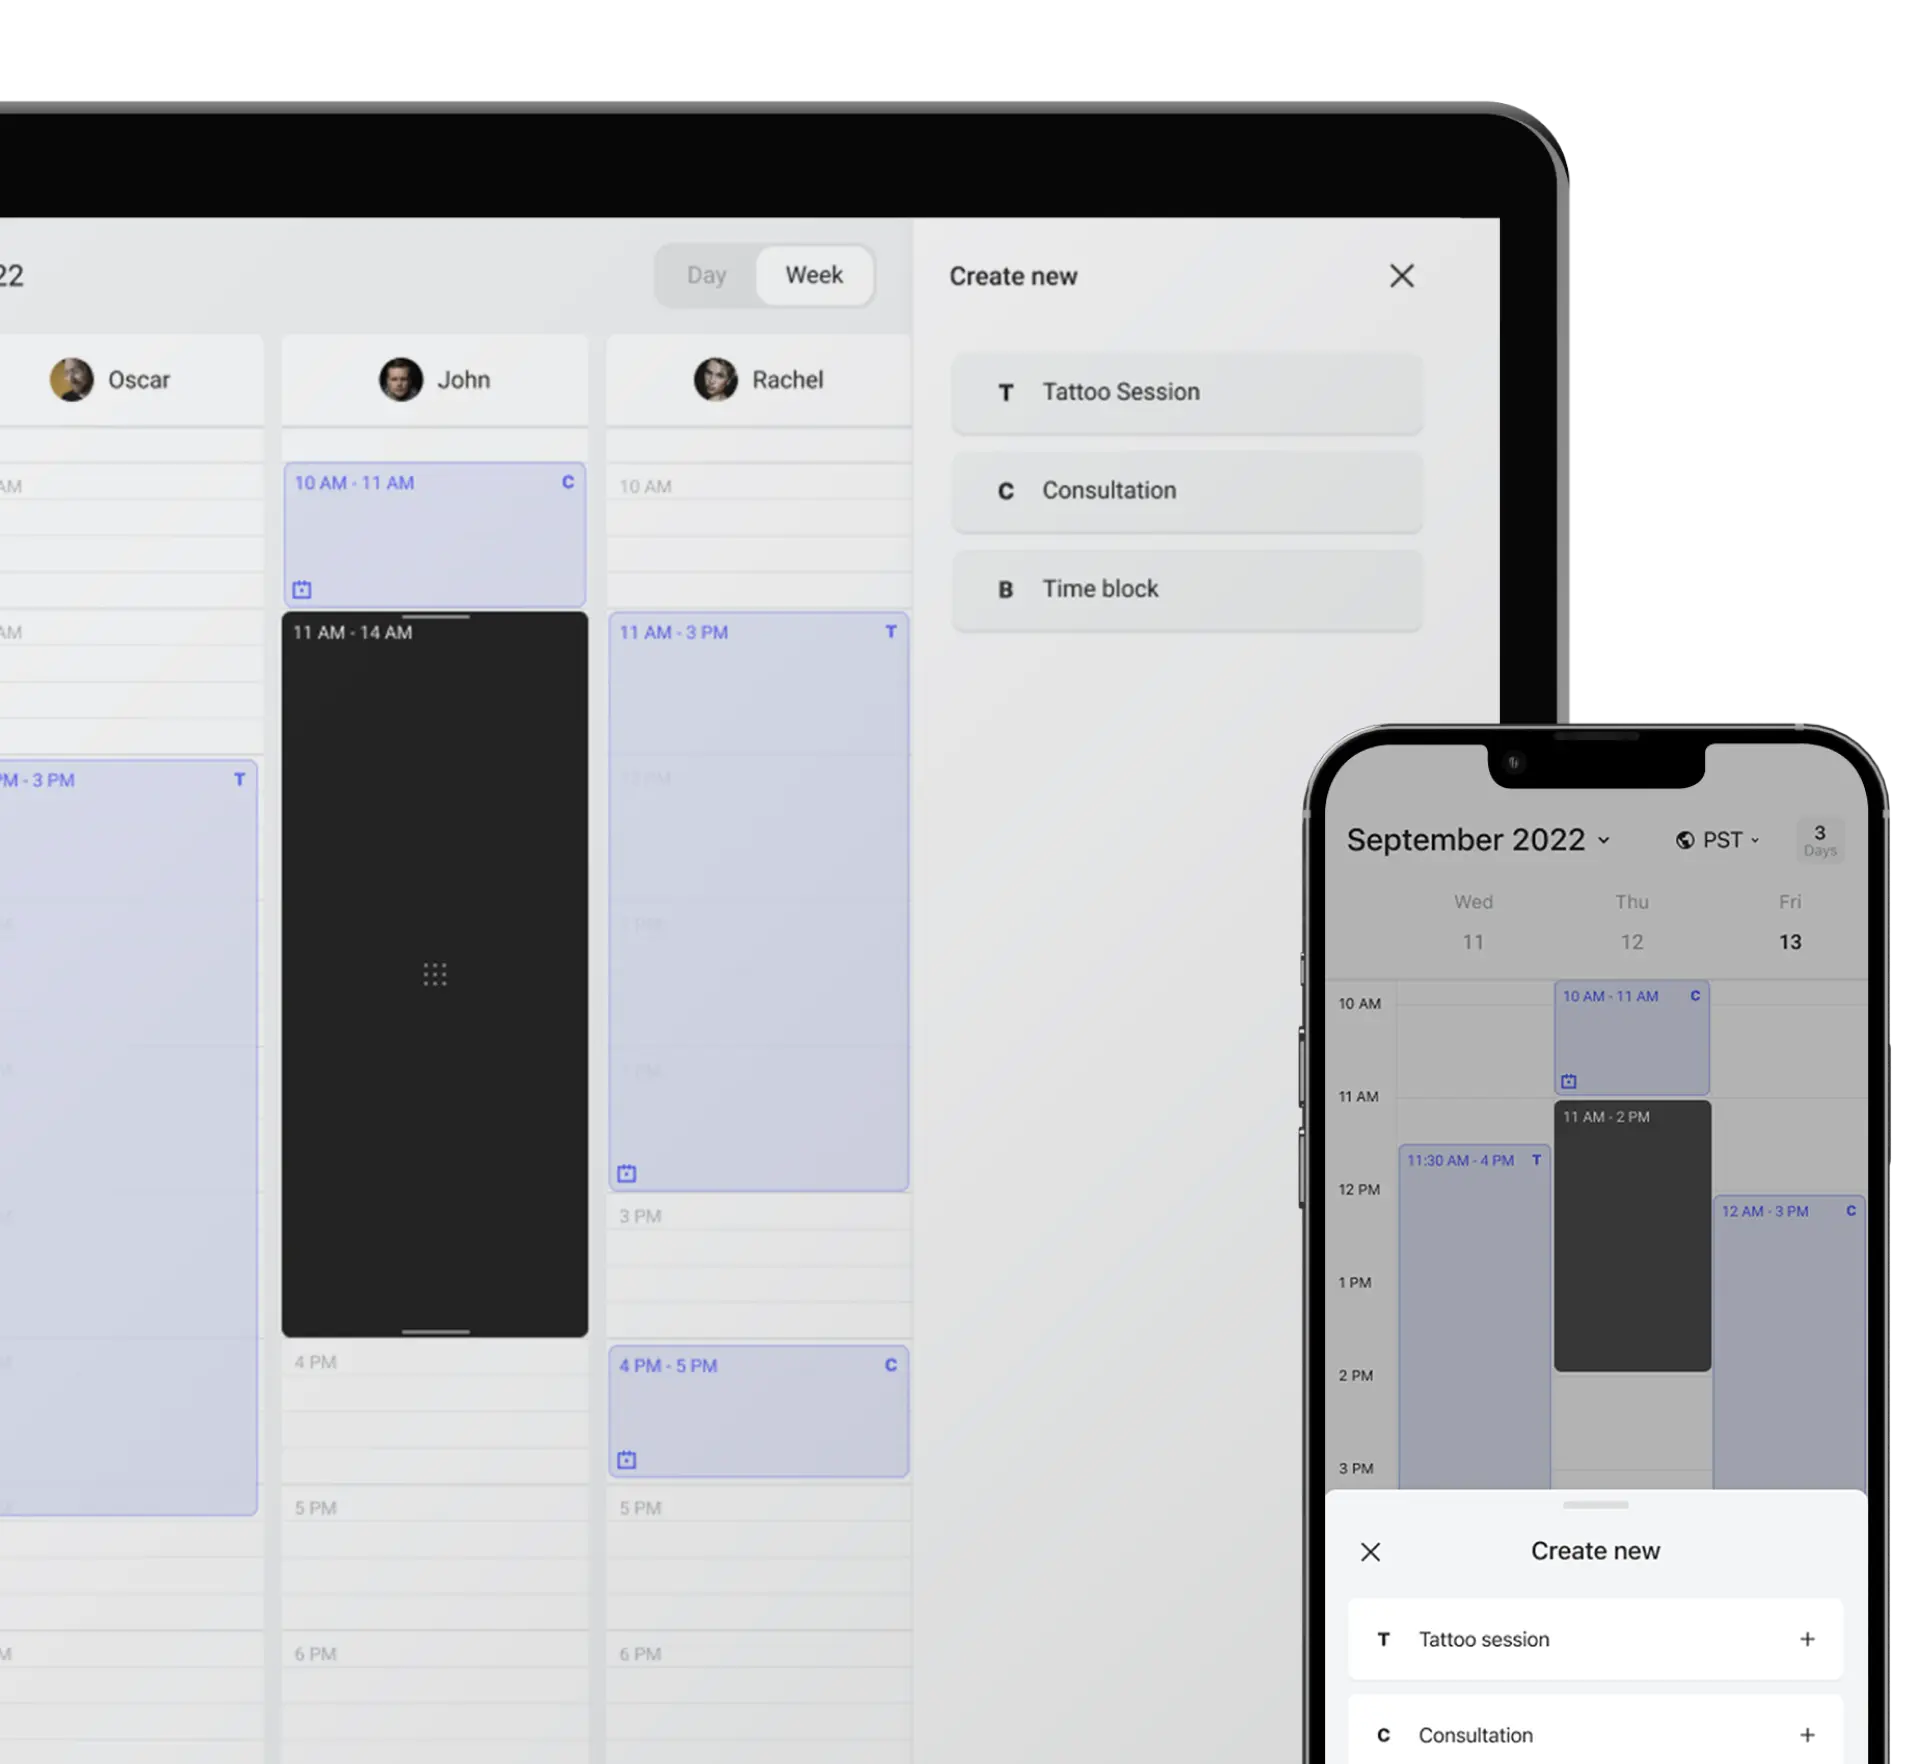 22
Day
Week
Create new
Oscar
John
Rachel
T Tattoo Session
C Consultation
B Time block
AM
10 AM - 11 AM C
10 AM
AM
11 AM - 14 AM
11 AM - 3 PM T
PM - 3 PM T
3 PM
4 PM
4 PM - 5 PM C
5 PM
5 PM
6 PM
6 PM
September 2022
PST
3
Days
Wed
Thu
Fri
11
12
13
10 AM
10 AM - 11 AM C
11 AM
11 AM - 2 PM
11:30 AM - 4 PM T
12 PM
12 AM - 3 PM C
1 PM
2 PM
3 PM
Create new
T Tattoo session +
C Consultation +